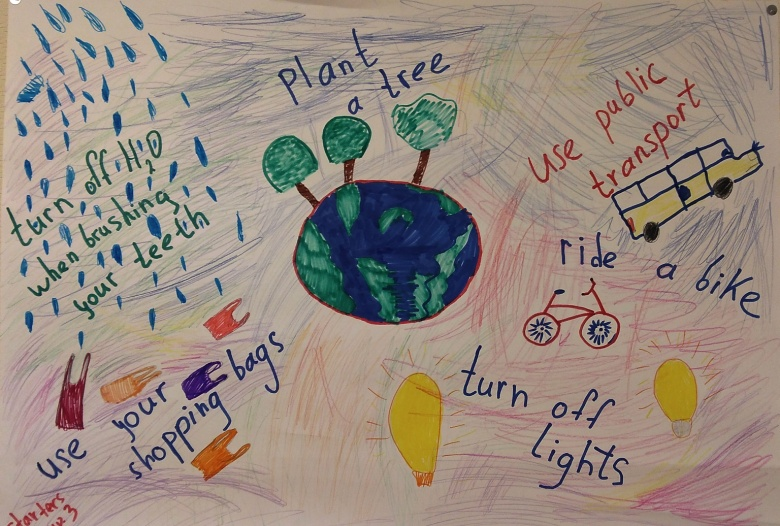 Plant
a tree
use public
transport
turn off H₂O
when brushing
your teeth
ride a bike
use your bags
shopping
turn off
lights